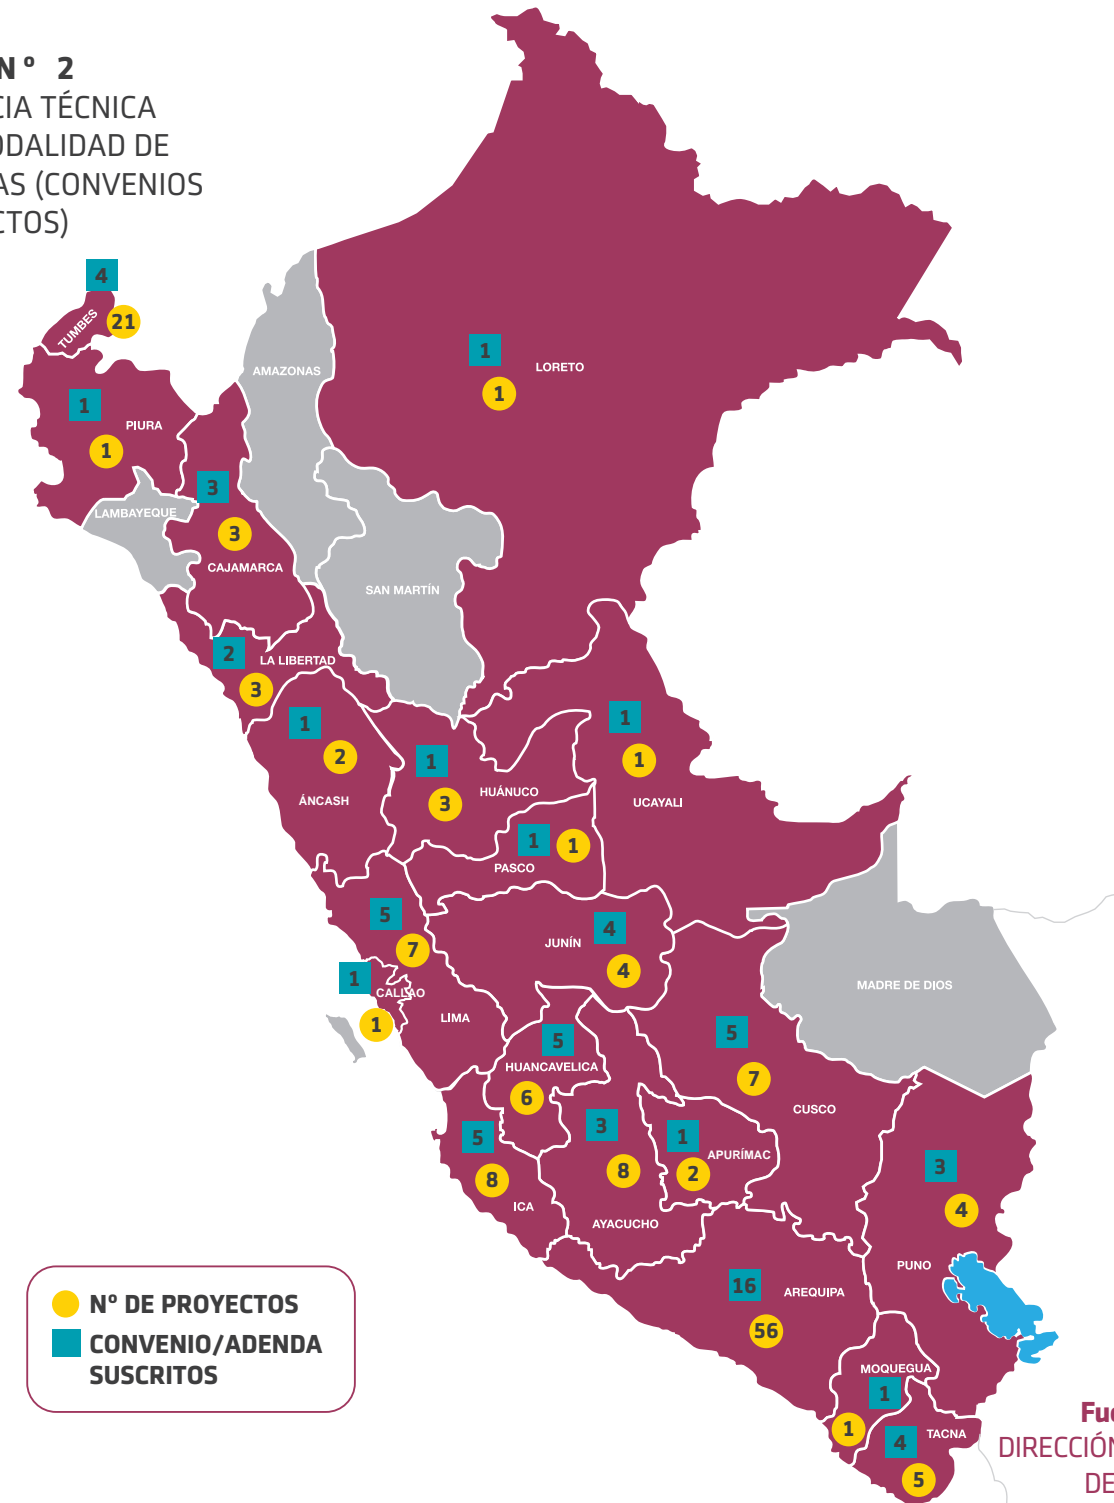 Nº 2
CIA TÉCNICA
ODALIDAD DE
AS (CONVENIOS
CTOS)
4
TUMBES
21
1
PIURA
1
LAMBAYEQUE
AMAZONAS
1
LORETO
1
3
3
CAJAMARCA
SAN MARTÍN
2
LA LIBERTAD
3
1
2
ÁNCASH
1
HUÁNUCO
3
1
1
UCAYALI
1
1
PASCO
5
7
LIMA
1
CALLAO
1
JUNÍN
4
4
MADRE DE DIOS
5
HUANCAVELICA
6
5
7
CUSCO
5
8
ICA
3
8
AYACUCHO
1
APURÍMAC
2
3
4
PUNO
16
AREQUIPA
56
MOQUEGUA
1
1
TACNA
4
5
Nº DE PROYECTOS
CONVENIO/ADENDA
SUSCRITOS
Fue
DIRECCIÓN
DE